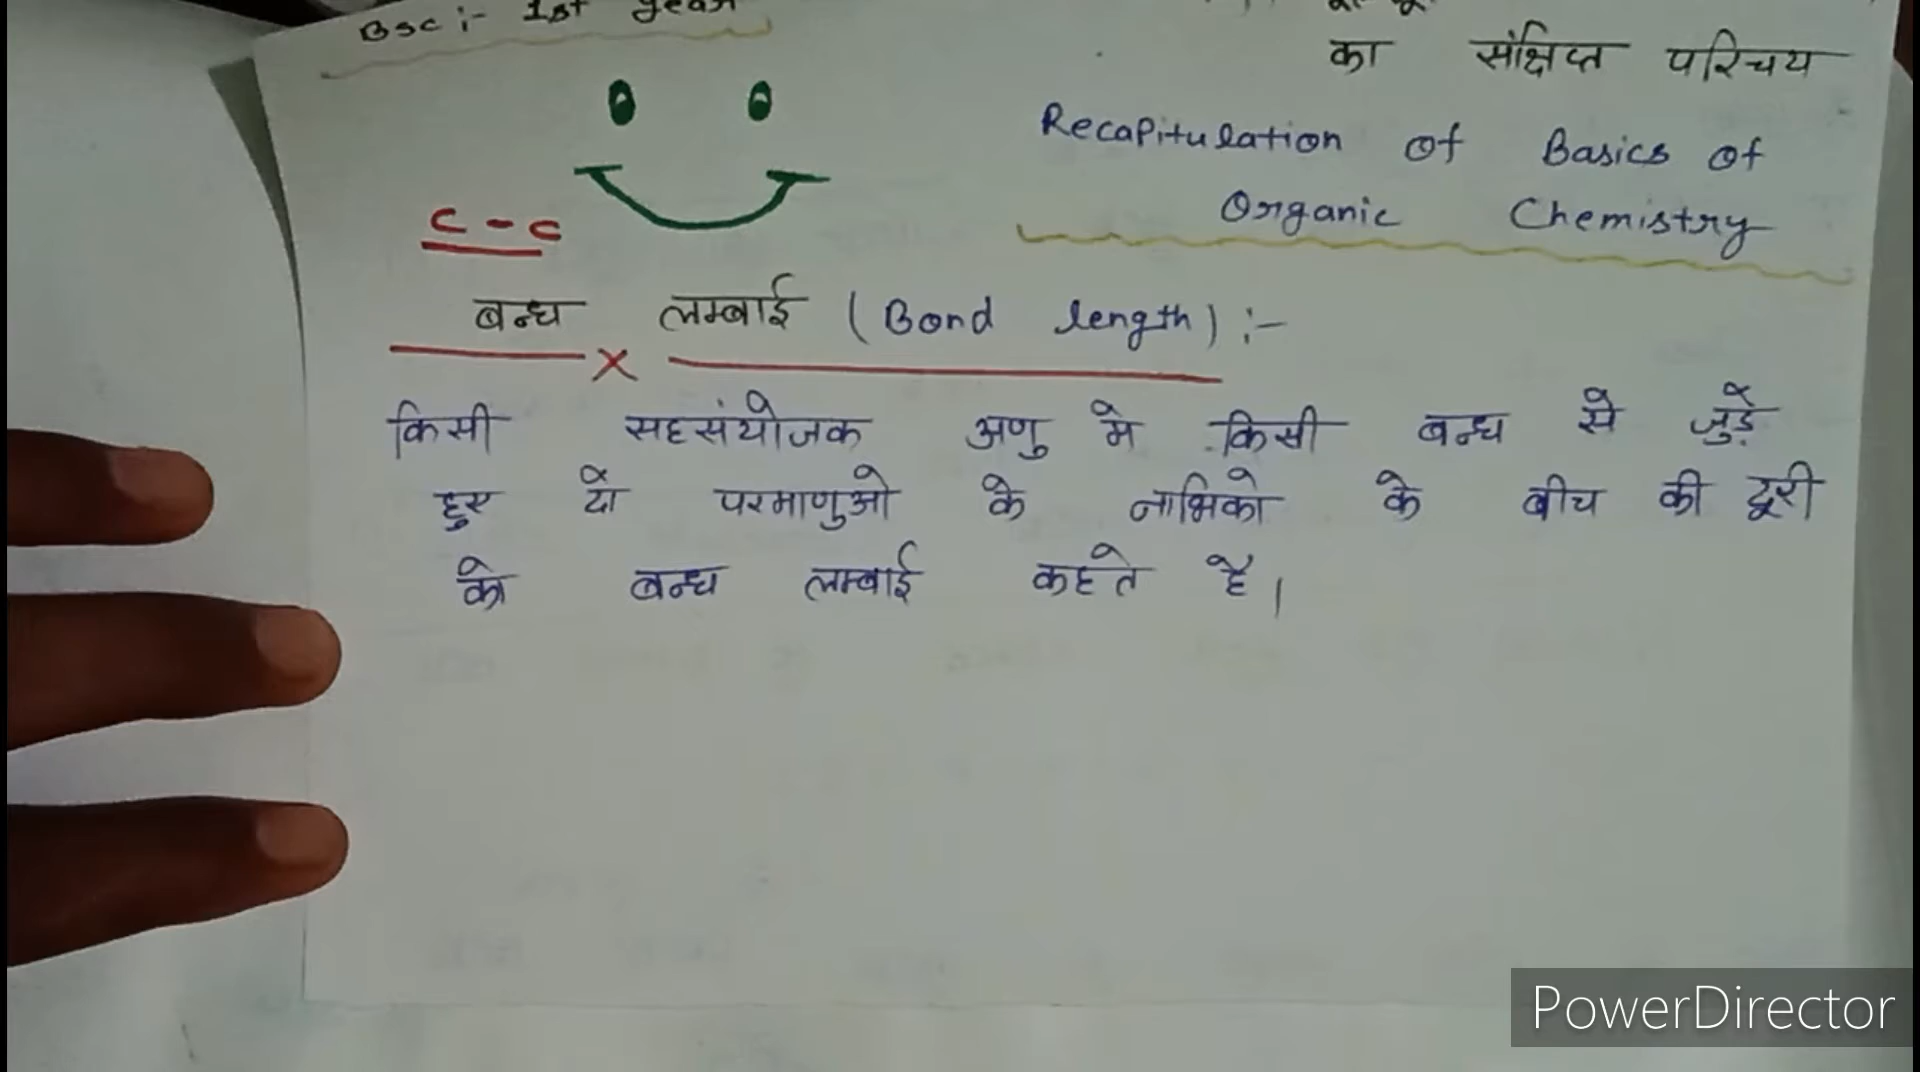 Bsc :- 1st year
का संक्षिप्त परिचय
Recapitulation of Basics of
Organic Chemistry
C - C
बन्ध लम्बाई (Bond length) :-
किसी सहसंयोजक अणु मे किसी बन्ध से जुड़े
हुए दो परमाणुओ के नाभिको के बीच की दूरी
को बन्ध लम्बाई कहते है।
PowerDirector